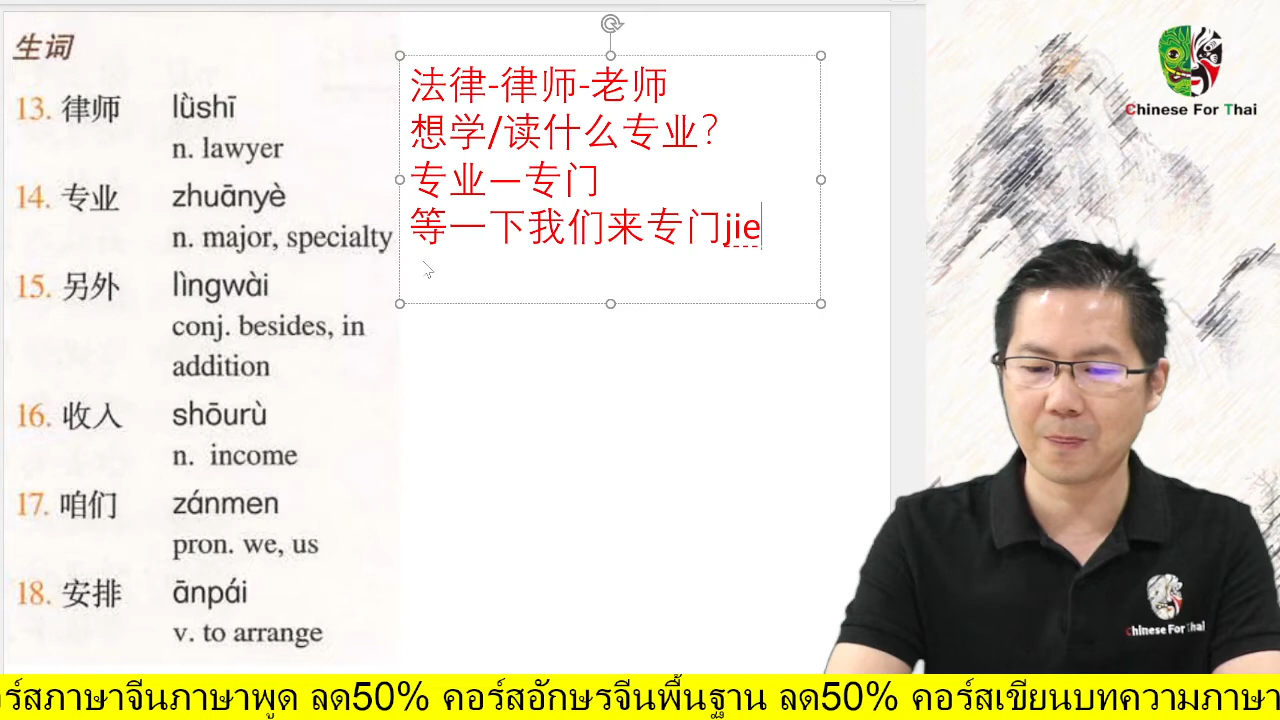 生词
13. 律师 lǜshī
n. lawyer
14. 专业 zhuānyè
n. major, specialty
15. 另外 lìngwài
conj. besides, in
addition
16. 收入 shōurù
n. income
17. 咱们 zánmen
pron. we, us
18. 安排 ānpái
v. to arrange
法律-律师-老师
想学/读什么专业？
专业—专门
等一下我们来专门jie
Chinese For Thai
Chinese For Thai
ร์สภาษาจีนภาษาพูด ลด50% คอร์สอักษรจีนพื้นฐาน ลด50% คอร์สเขียนบทความภาษา